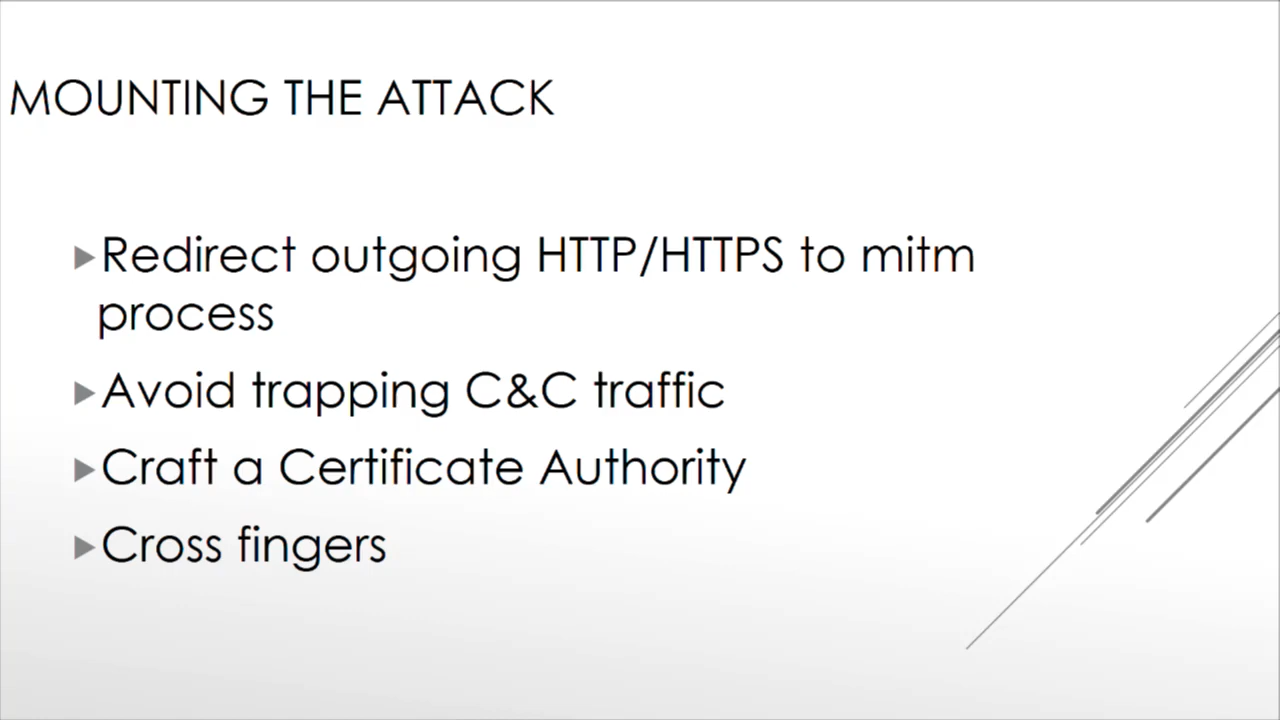 MOUNTING THE ATTACK
Redirect outgoing HTTP/HTTPS to mitm
process
Avoid trapping C&C traffic
Craft a Certificate Authority
Cross fingers